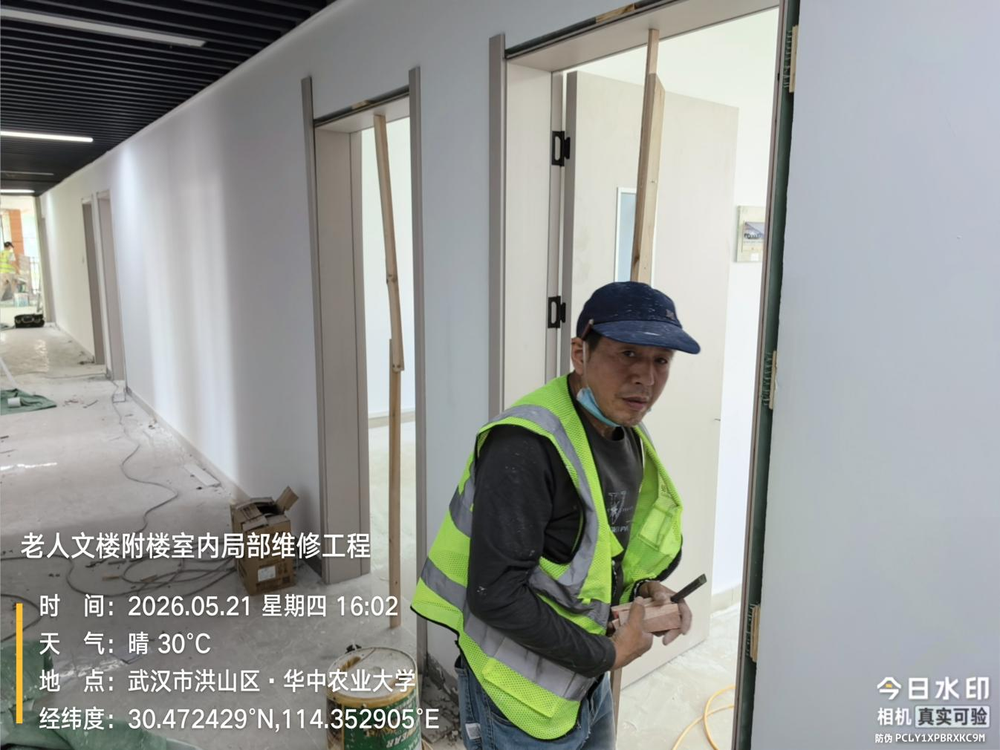 老人文楼附楼室内局部维修工程
时 间：2026.05.21 星期四 16:02
天 气：晴 30°C
地 点：武汉市洪山区·华中农业大学
经纬度：30.472429°N,114.352905°E
今日水印
相机 真实可验
防伪 PCLY1XPBRXKC9M